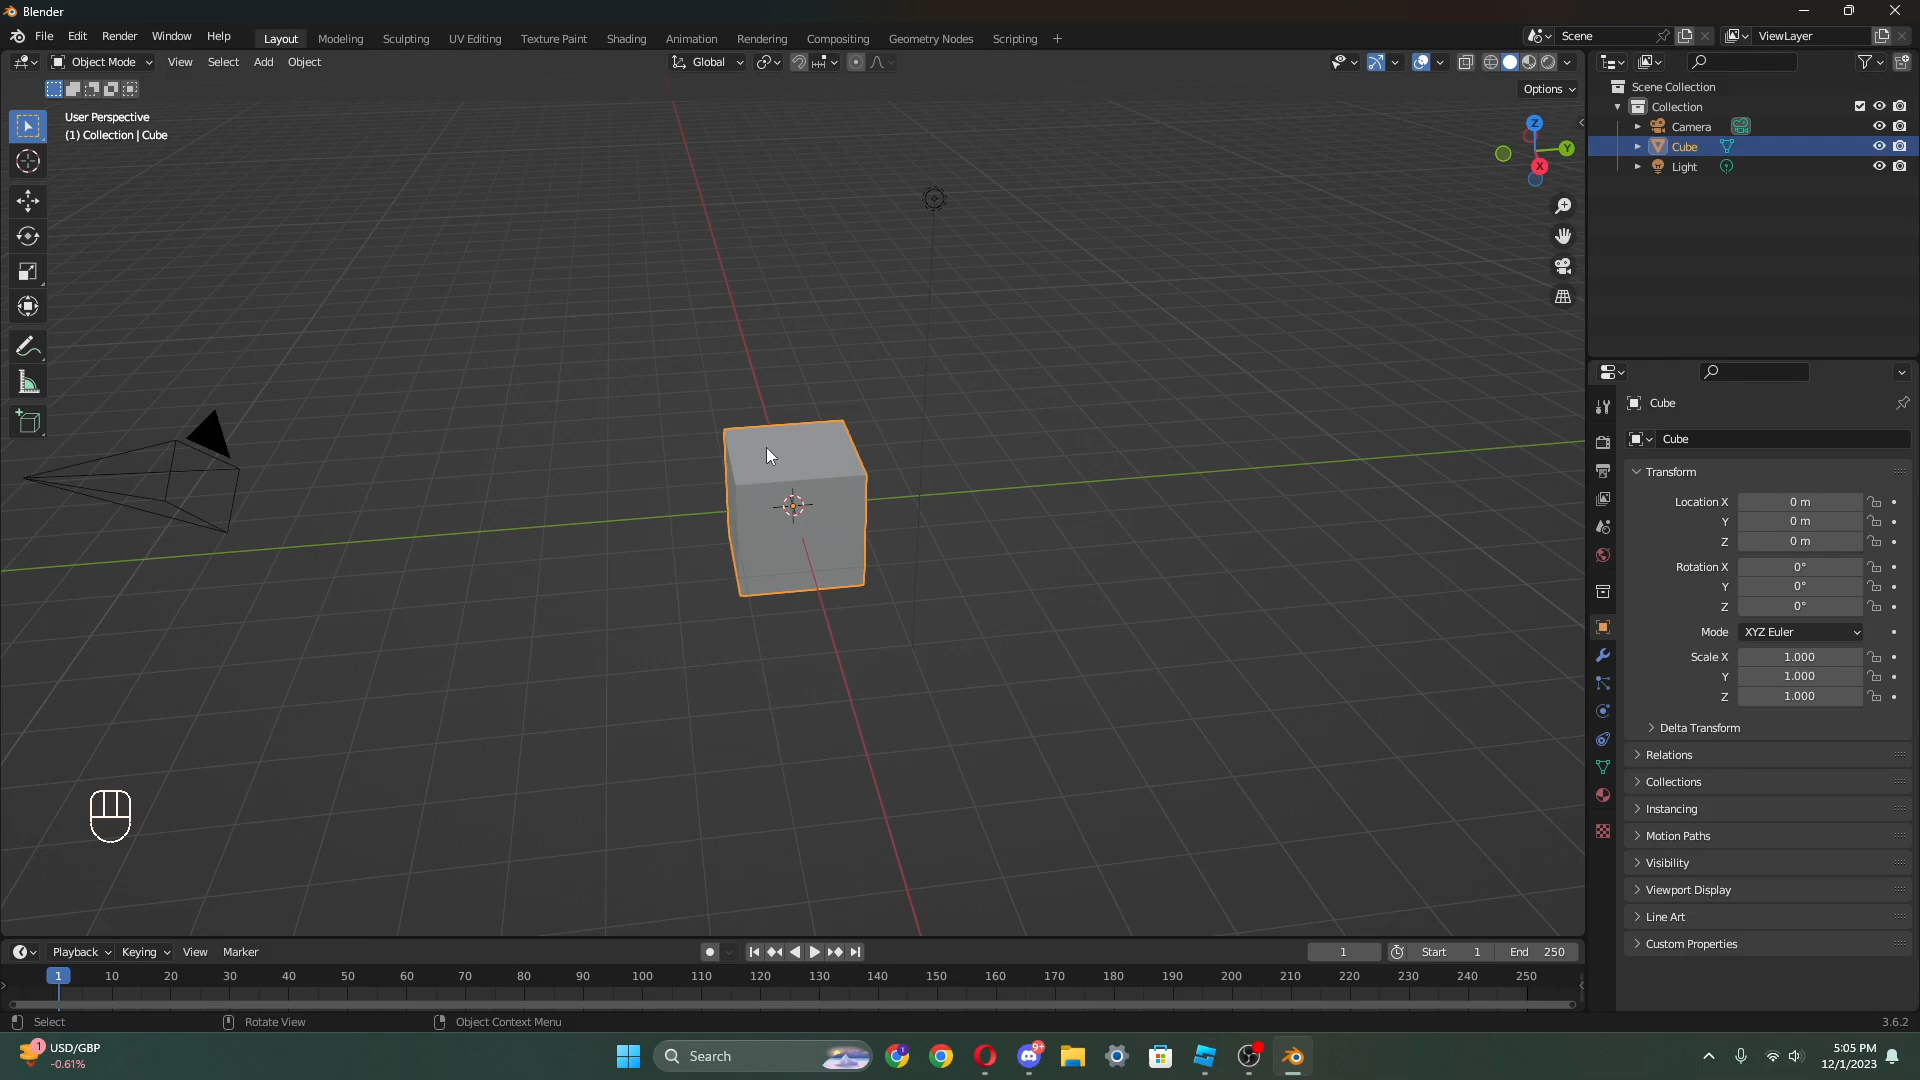 Blender
File Edit Render Window Help Layout Modeling Sculpting UV Editing Texture Paint Shading Animation Rendering Compositing Geometry Nodes Scripting + Scene ViewLayer
Object Mode View Select Add Object Global
Options
User Perspective
(1) Collection | Cube
Z
Y
X
Scene Collection
Collection
Camera
Cube
Light
Cube
Cube
Transform
Location X 0 m
Y 0 m
Z 0 m
Rotation X 0°
Y 0°
Z 0°
Mode XYZ Euler
Scale X 1.000
Y 1.000
Z 1.000
Delta Transform
Relations
Collections
Instancing
Motion Paths
Visibility
Viewport Display
Line Art
Custom Properties
Playback Keying View Marker 1 Start 1 End 250
1 10 20 30 40 50 60 70 80 90 100 110 120 130 140 150 160 170 180 190 200 210 220 230 240 250
Select Rotate View Object Context Menu 3.6.2
1 USD/GBP
-0.61%
Search
9+
5:05 PM
12/1/2023